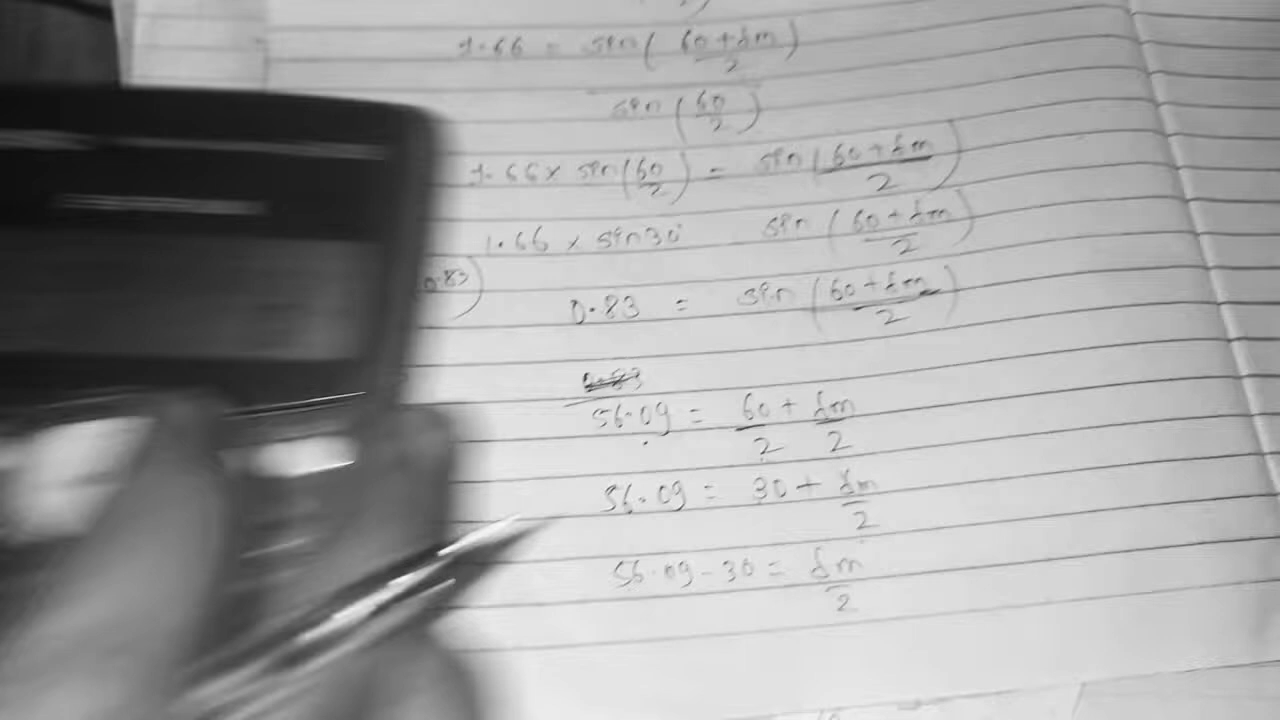 1.66 = sin(60+δm/2)
sin(60/2)
1.66 × sin(60/2) = sin(60+δm/2)
1.66 × sin30° sin(60+δm/2)
0.83) 0.83 = sin(60+δm/2)
56.09 = 60/2 + δm/2
56.09 = 30 + δm/2
56.09 - 30 = δm/2